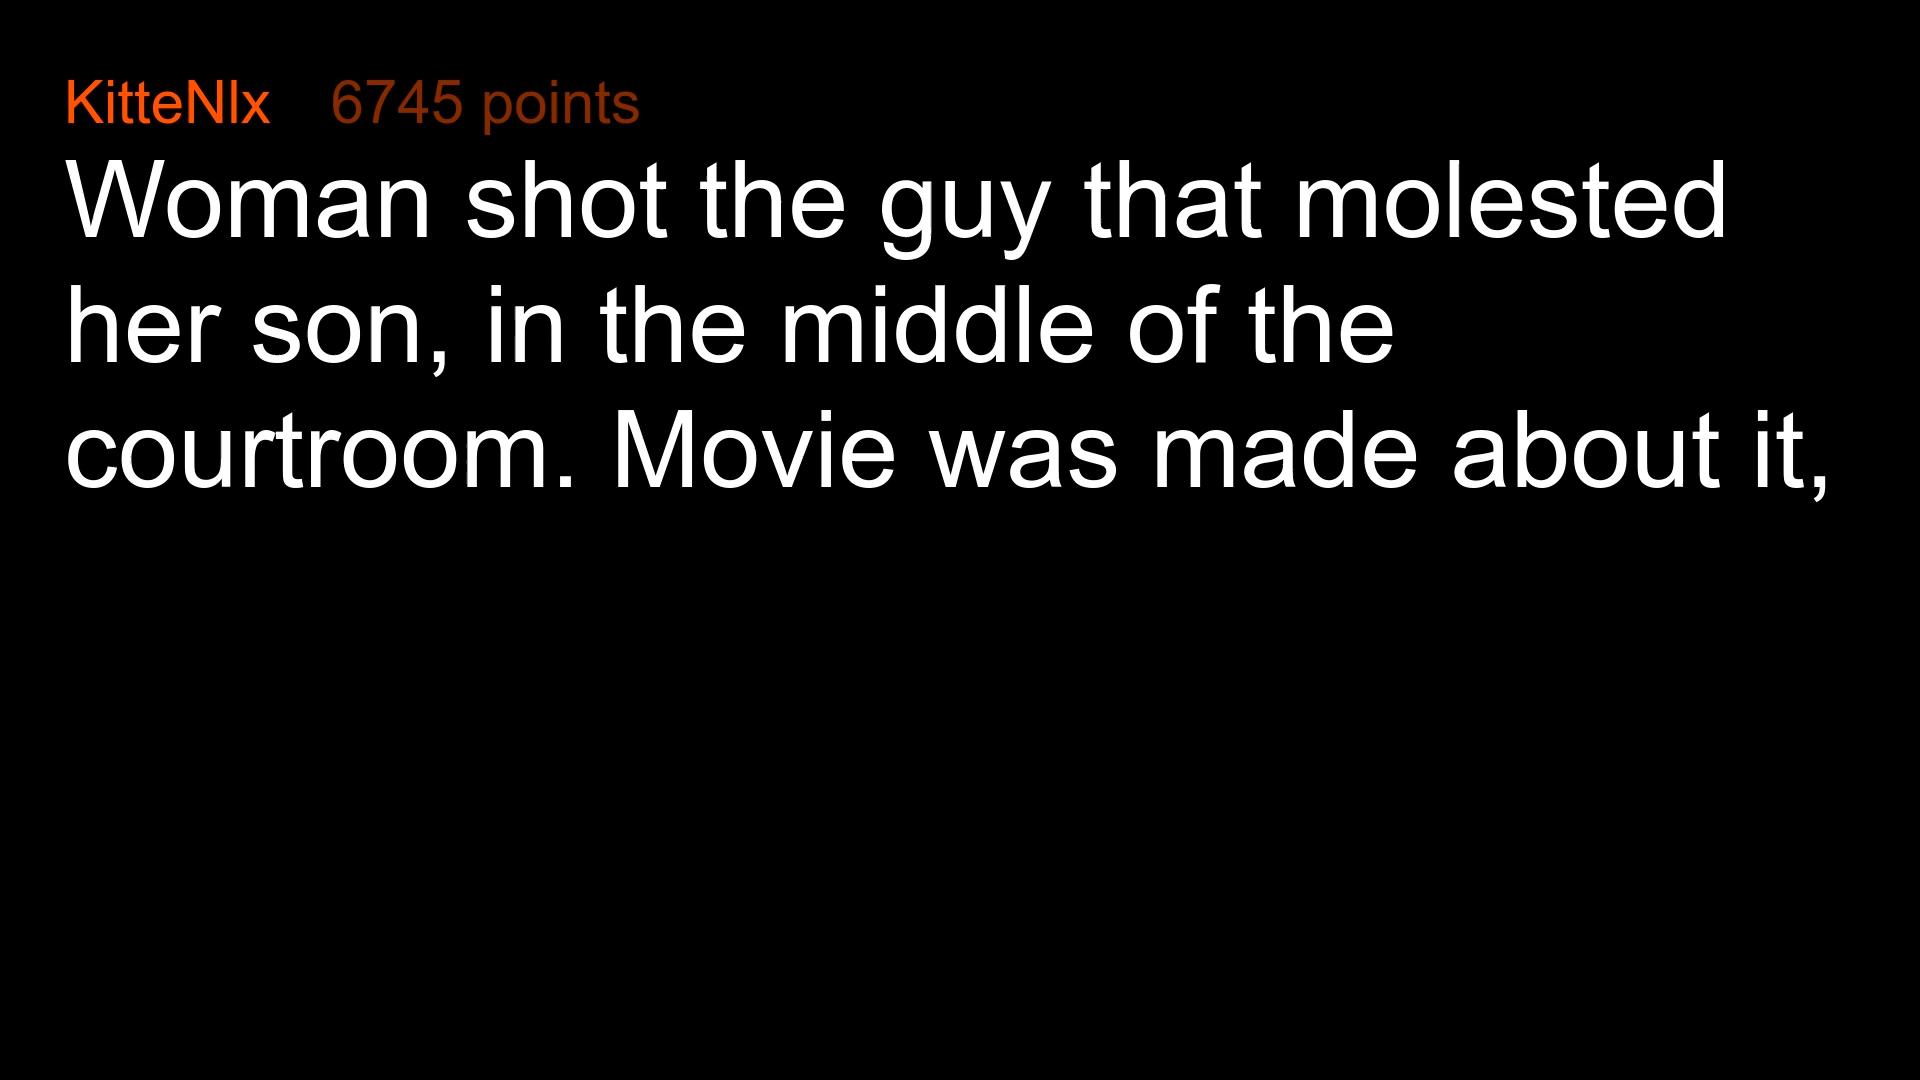 KitteNlx 6745 points
Woman shot the guy that molested
her son, in the middle of the
courtroom. Movie was made about it,